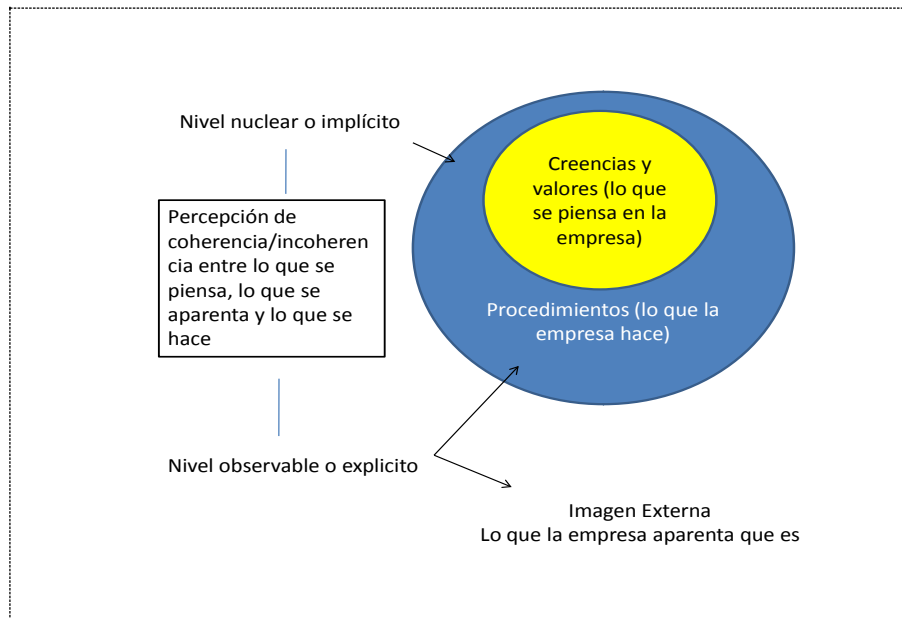 Nivel nuclear o implícito
Creencias y
valores (lo que
se piensa en la
empresa)
Percepción de
coherencia/incoheren
cia entre lo que se
piensa, lo que se
aparenta y lo que se
hace
Procedimientos (lo que la
empresa hace)
Nivel observable o explicito
Imagen Externa
Lo que la empresa aparenta que es